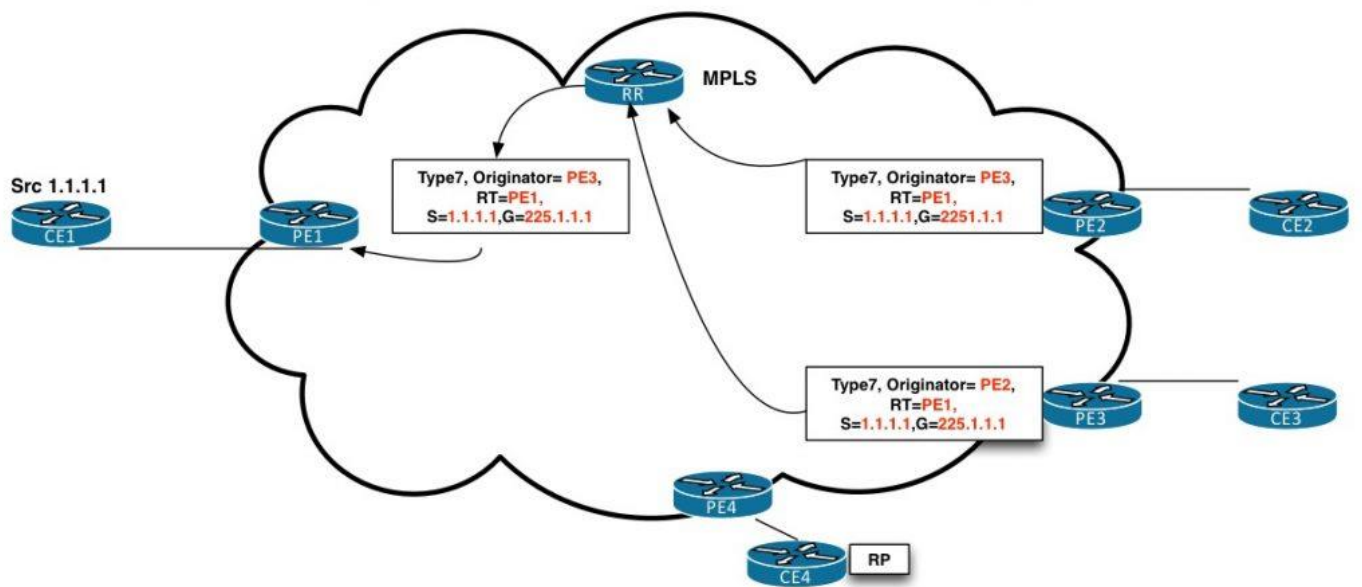 RR
MPLS
Src 1.1.1.1
CE1
PE1
Type7, Originator= PE3,
RT=PE1,
S=1.1.1.1,G=225.1.1.1
Type7, Originator= PE3,
RT=PE1,
S=1.1.1.1,G=2251.1.1
PE2
CE2
Type7, Originator= PE2,
RT=PE1,
S=1.1.1.1,G=225.1.1.1
PE3
CE3
PE4
CE4
RP